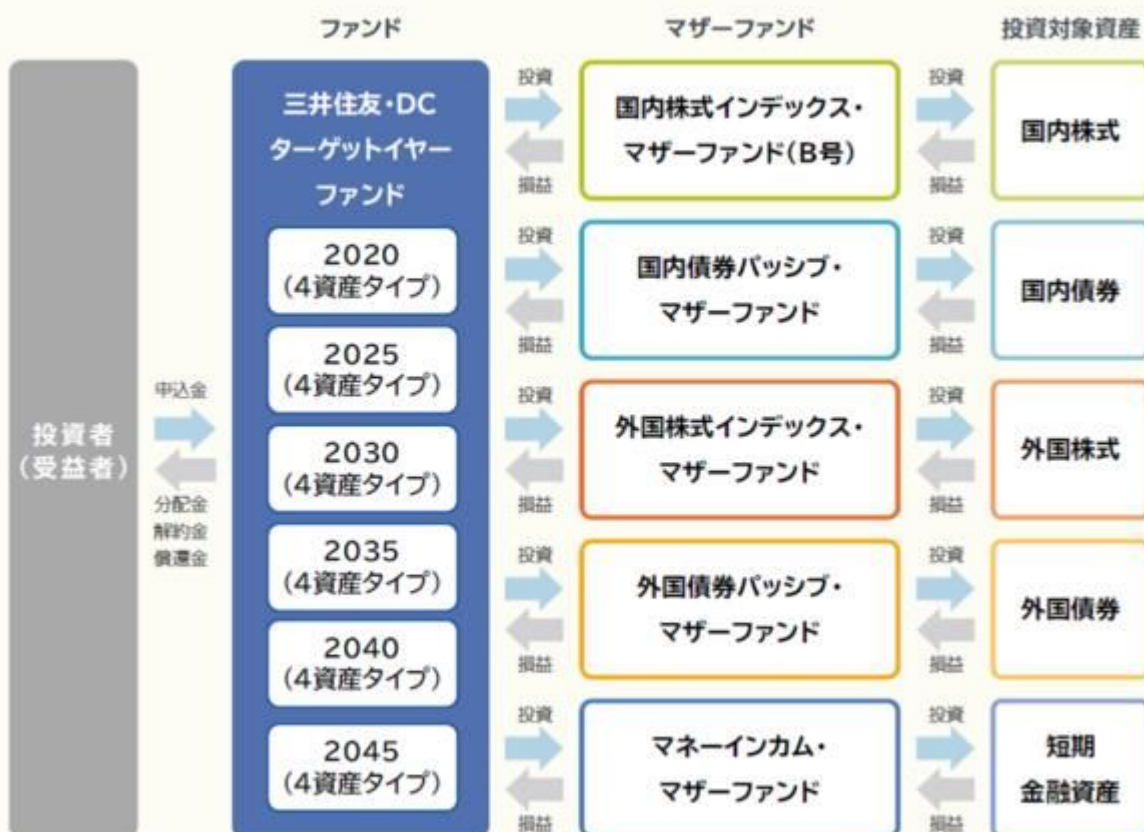 ファンド
マザーファンド
投資対象資産
投資者
(受益者)
申込金
分配金
解約金
償還金
三井住友・DC
ターゲットイヤー
ファンド
2020
(4資産タイプ)
2025
(4資産タイプ)
2030
(4資産タイプ)
2035
(4資産タイプ)
2040
(4資産タイプ)
2045
(4資産タイプ)
投資
損益
国内株式インデックス・
マザーファンド(B号)
投資
損益
国内株式
投資
損益
国内債券パッシブ・
マザーファンド
投資
損益
国内債券
投資
損益
外国株式インデックス・
マザーファンド
投資
損益
外国株式
投資
損益
外国債券パッシブ・
マザーファンド
投資
損益
外国債券
投資
損益
マネーインカム・
マザーファンド
投資
損益
短期
金融資産